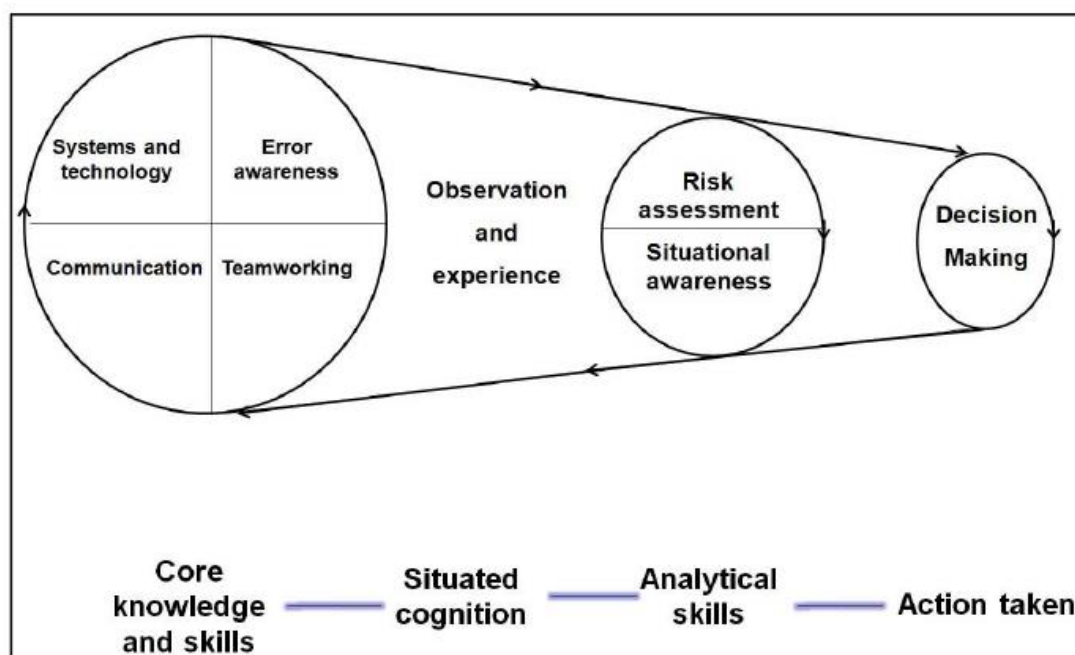 Systems and
technology
Error
awareness
Communication
Teamworking
Observation
and
experience
Risk
assessment
Situational
awareness
Decision
Making
Core
knowledge
and skills
Situated
cognition
Analytical
skills
Action taken